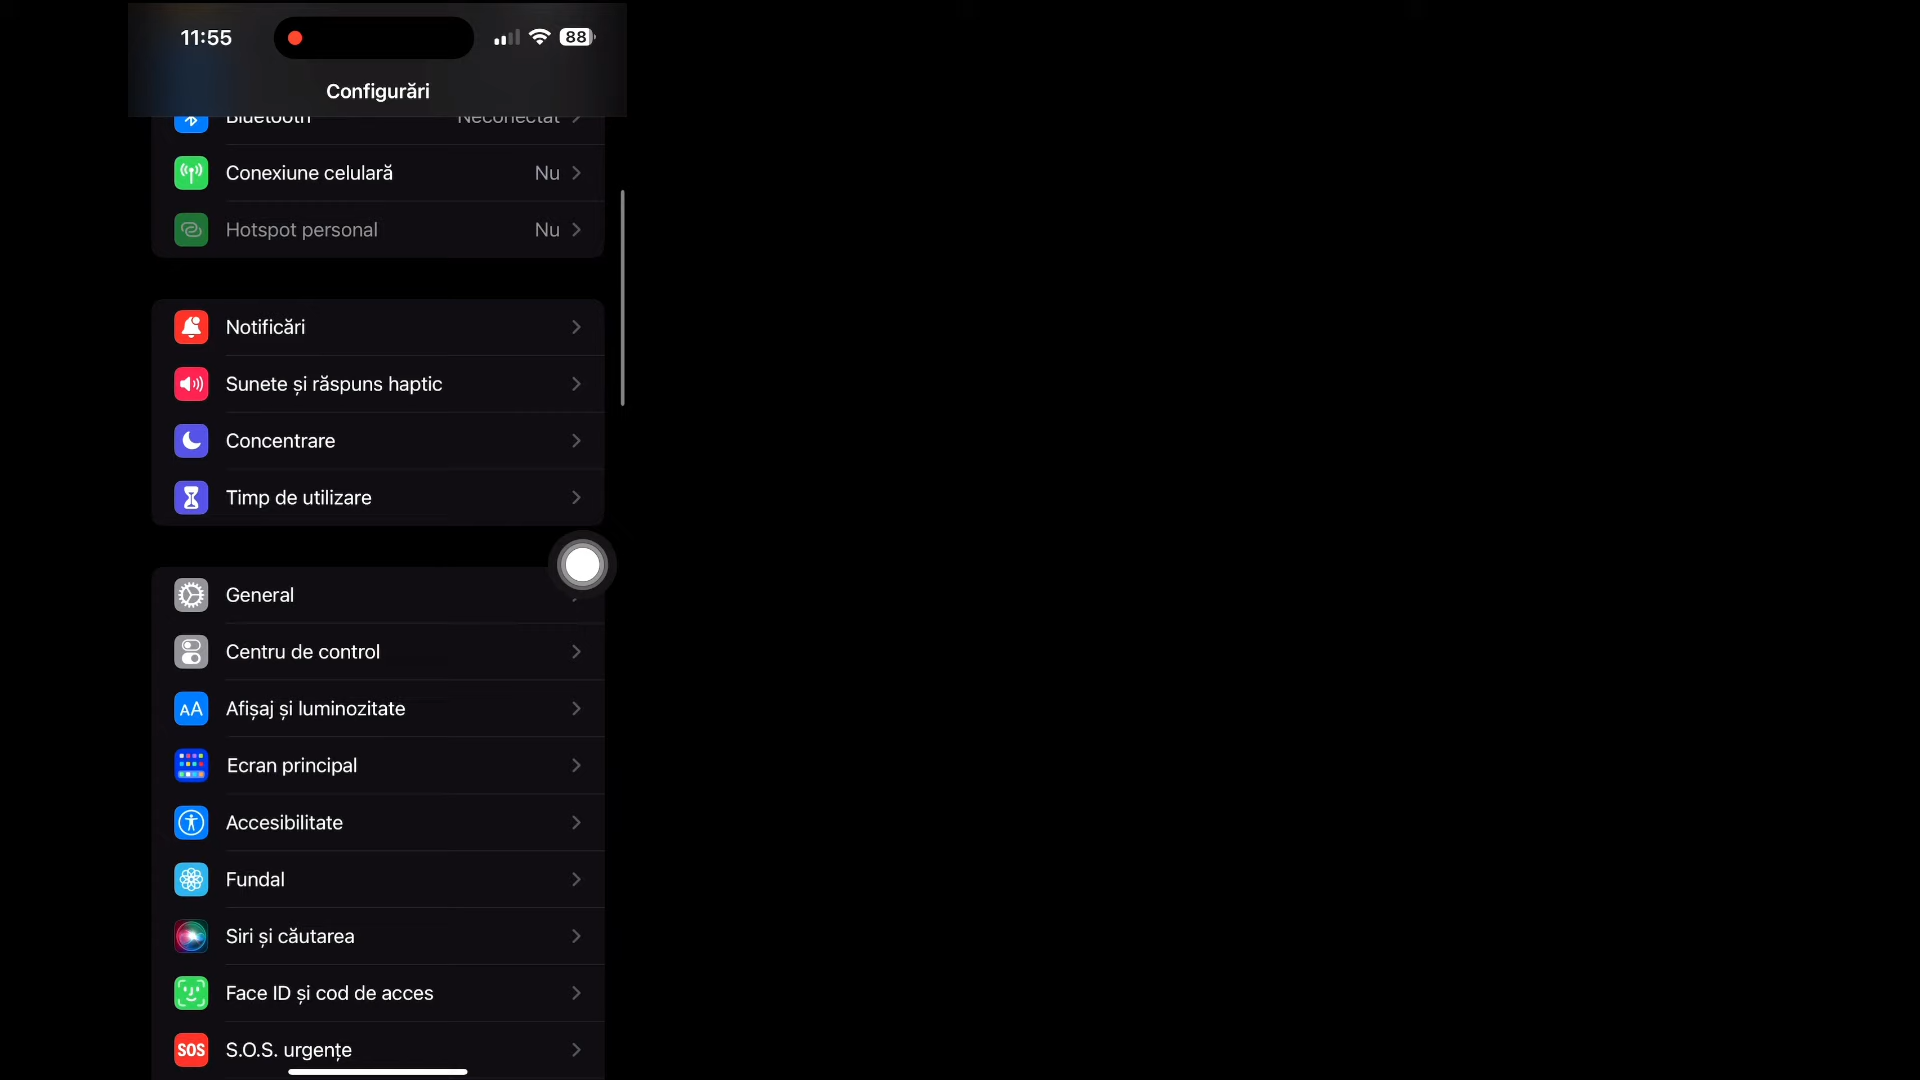 11:55
88
Configurări
Bluetooth Neconectat
Conexiune celulară Nu
Hotspot personal Nu
Notificări
Sunete și răspuns haptic
Concentrare
Timp de utilizare
General
Centru de control
AA Afișaj și luminozitate
Ecran principal
Accesibilitate
Fundal
Siri și căutarea
Face ID și cod de acces
SOS S.O.S. urgențe